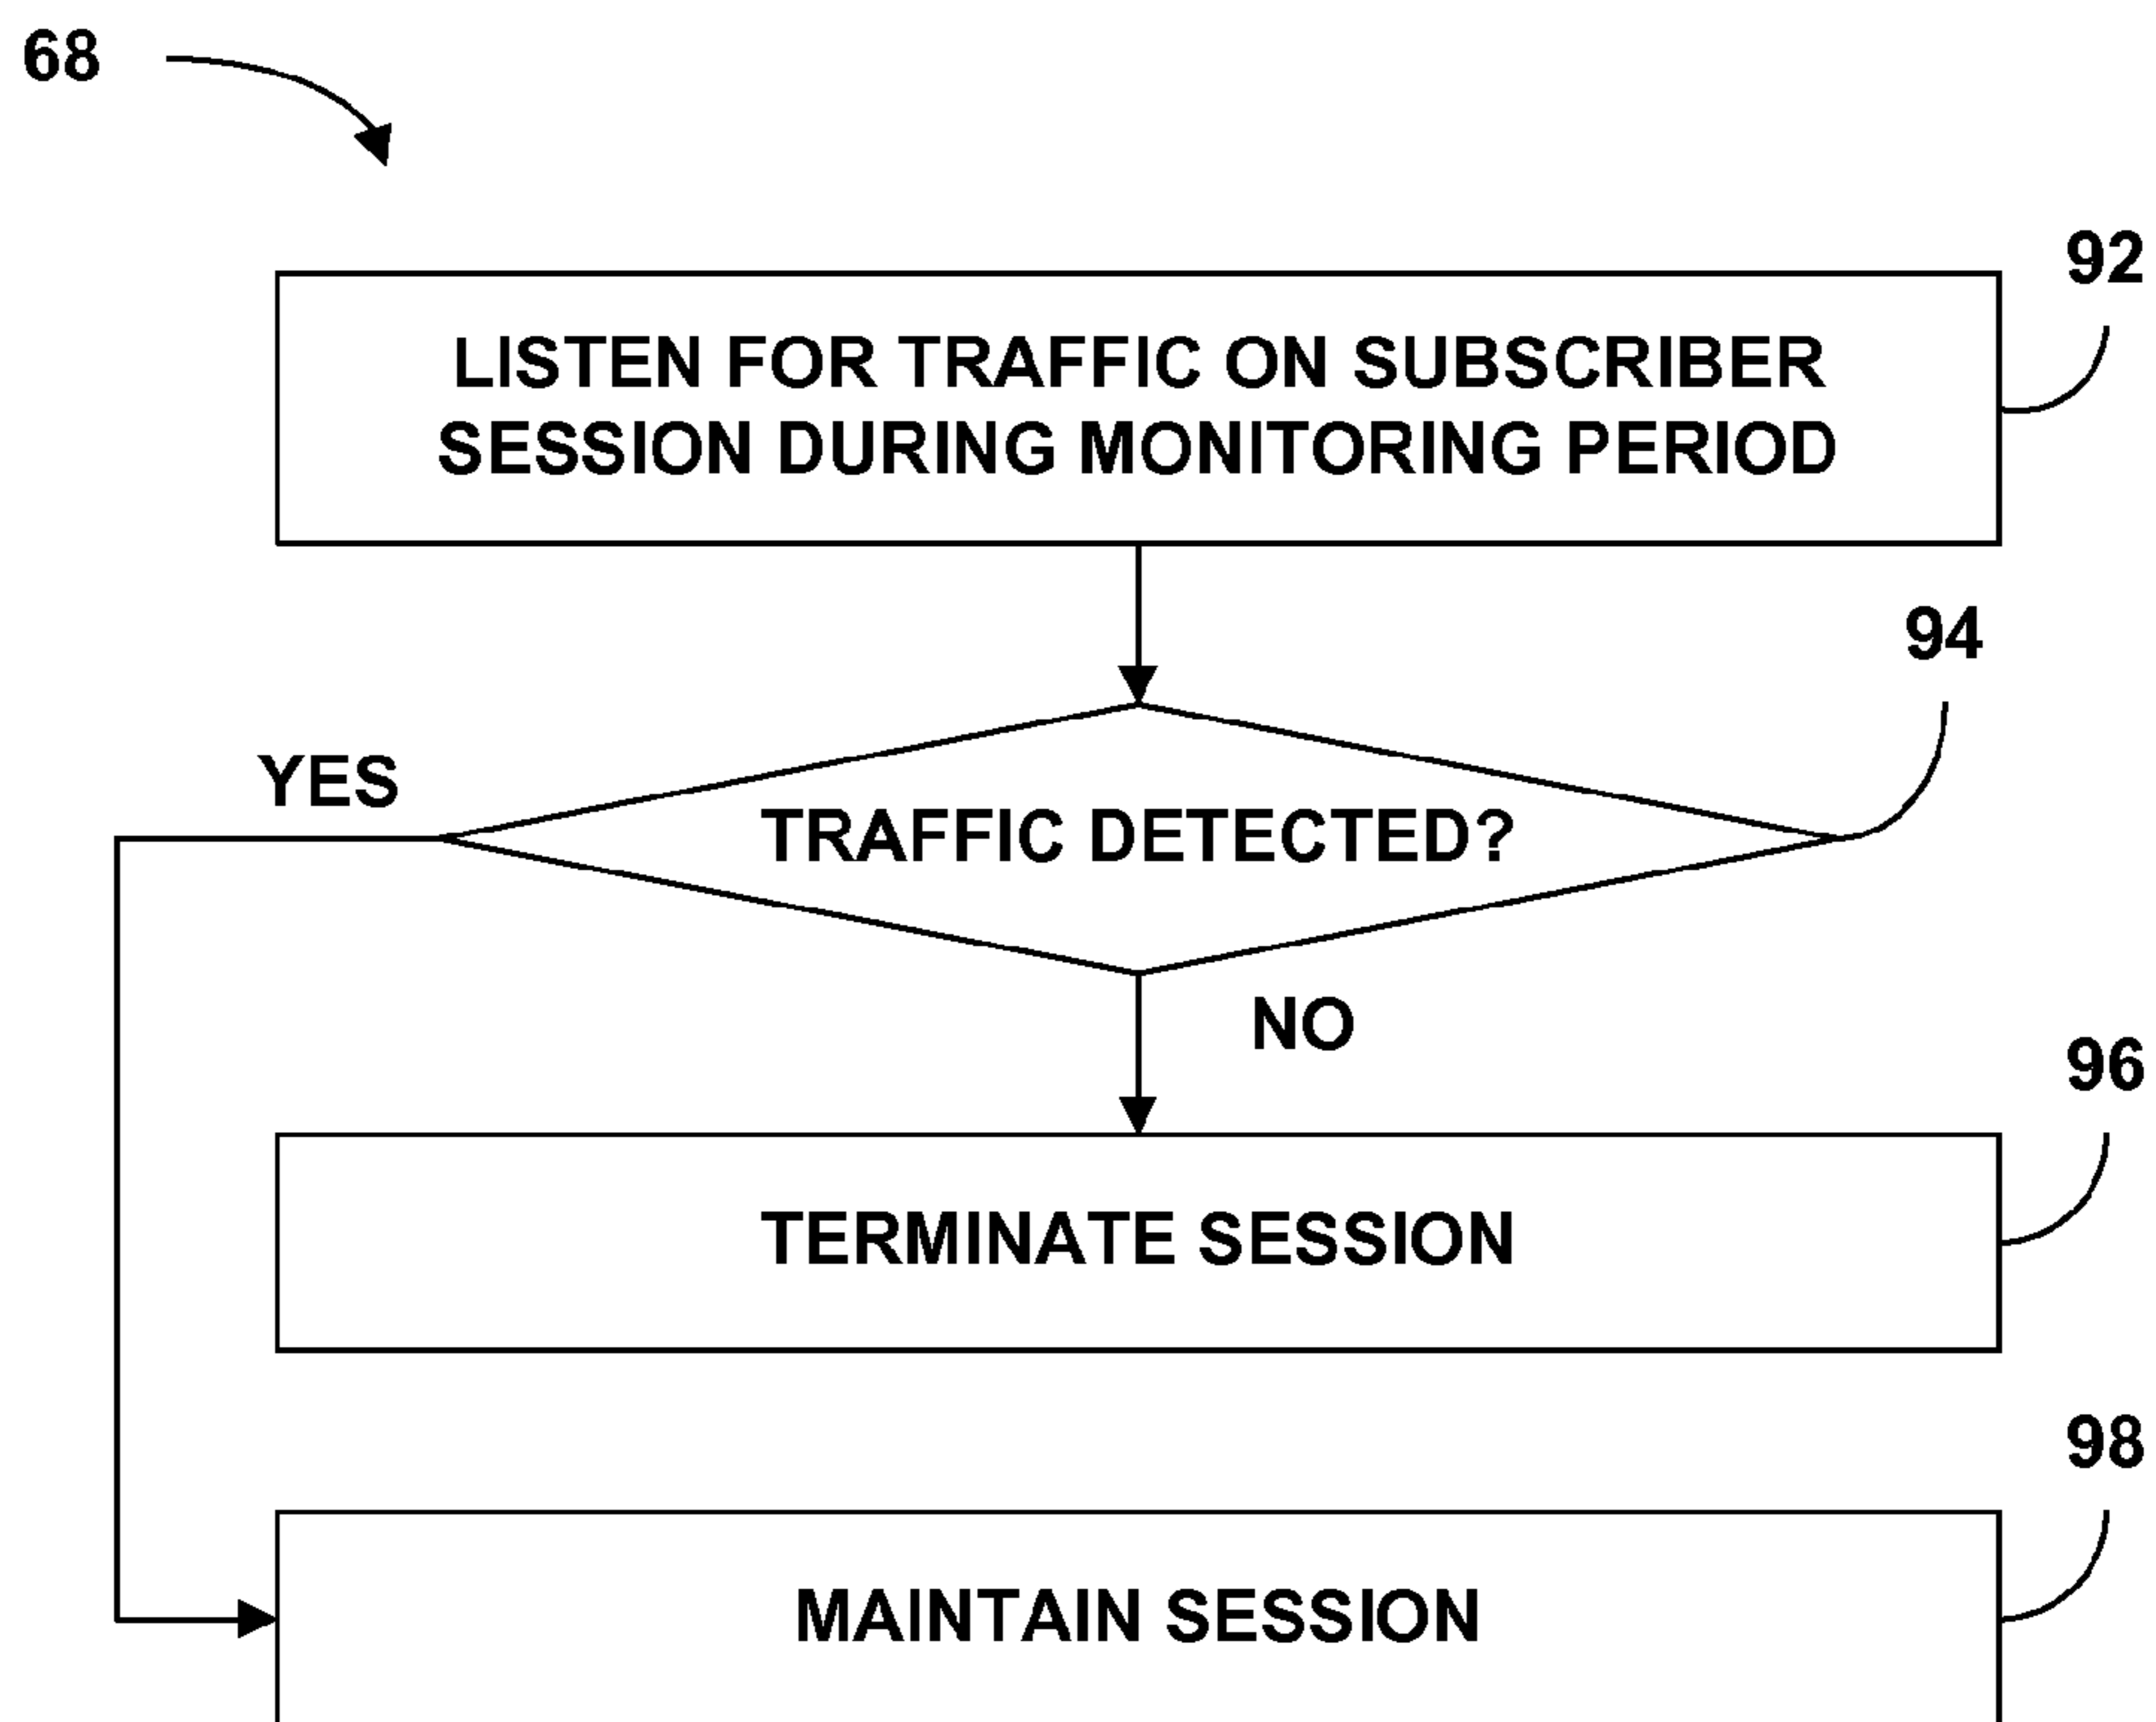 68
92
LISTEN FOR TRAFFIC ON SUBSCRIBER
SESSION DURING MONITORING PERIOD
94
YES
TRAFFIC DETECTED?
NO
96
TERMINATE SESSION
98
MAINTAIN SESSION